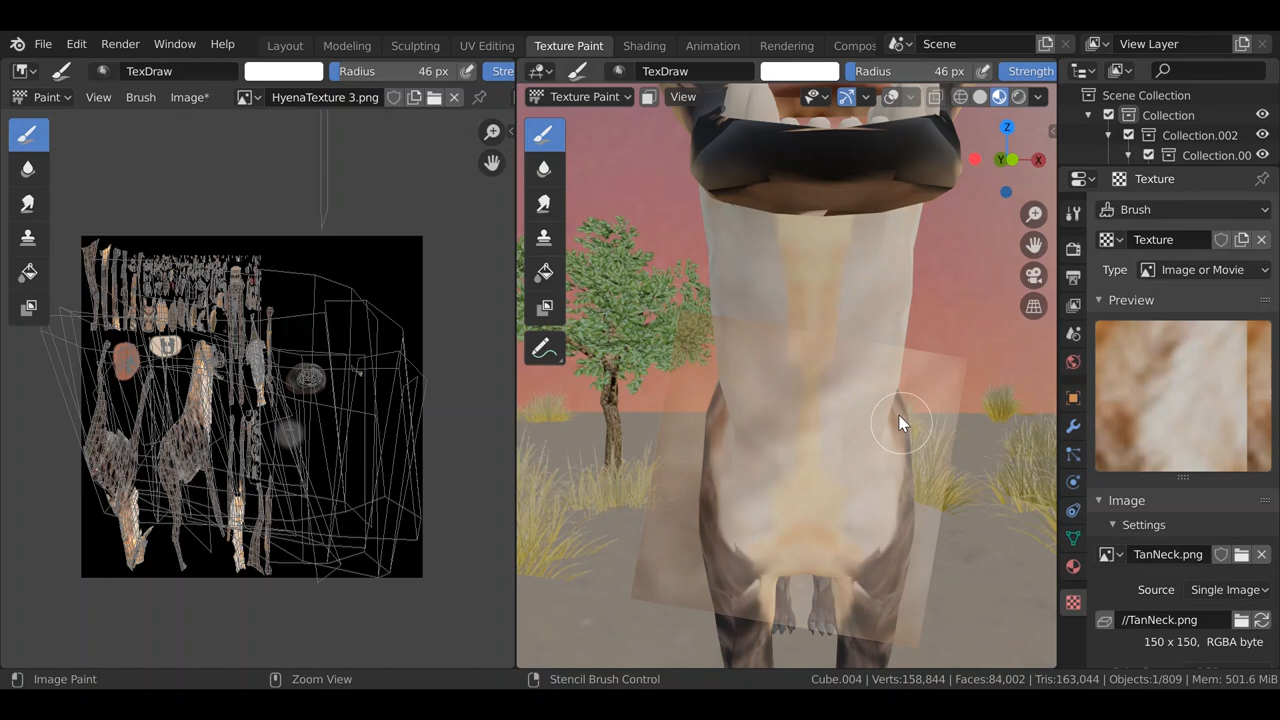 File Edit Render Window Help Layout Modeling Sculpting UV Editing Texture Paint Shading Animation Rendering Compos Scene View Layer
TexDraw Radius 46 px Stre TexDraw Radius 46 px Strength
Paint View Brush Image* HyenaTexture 3.png Texture Paint View
Z
Y X
Scene Collection
Collection
Collection.002
Collection.00
Texture
Brush
Texture
Type Image or Movie
Preview
Image
Settings
TanNeck.png
Source Single Image
//TanNeck.png
150 x 150, RGBA byte
Image Paint Zoom View Stencil Brush Control Cube.004 | Verts:158,844 | Faces:84,002 | Tris:163,044 | Objects:1/809 | Mem: 501.6 MiB